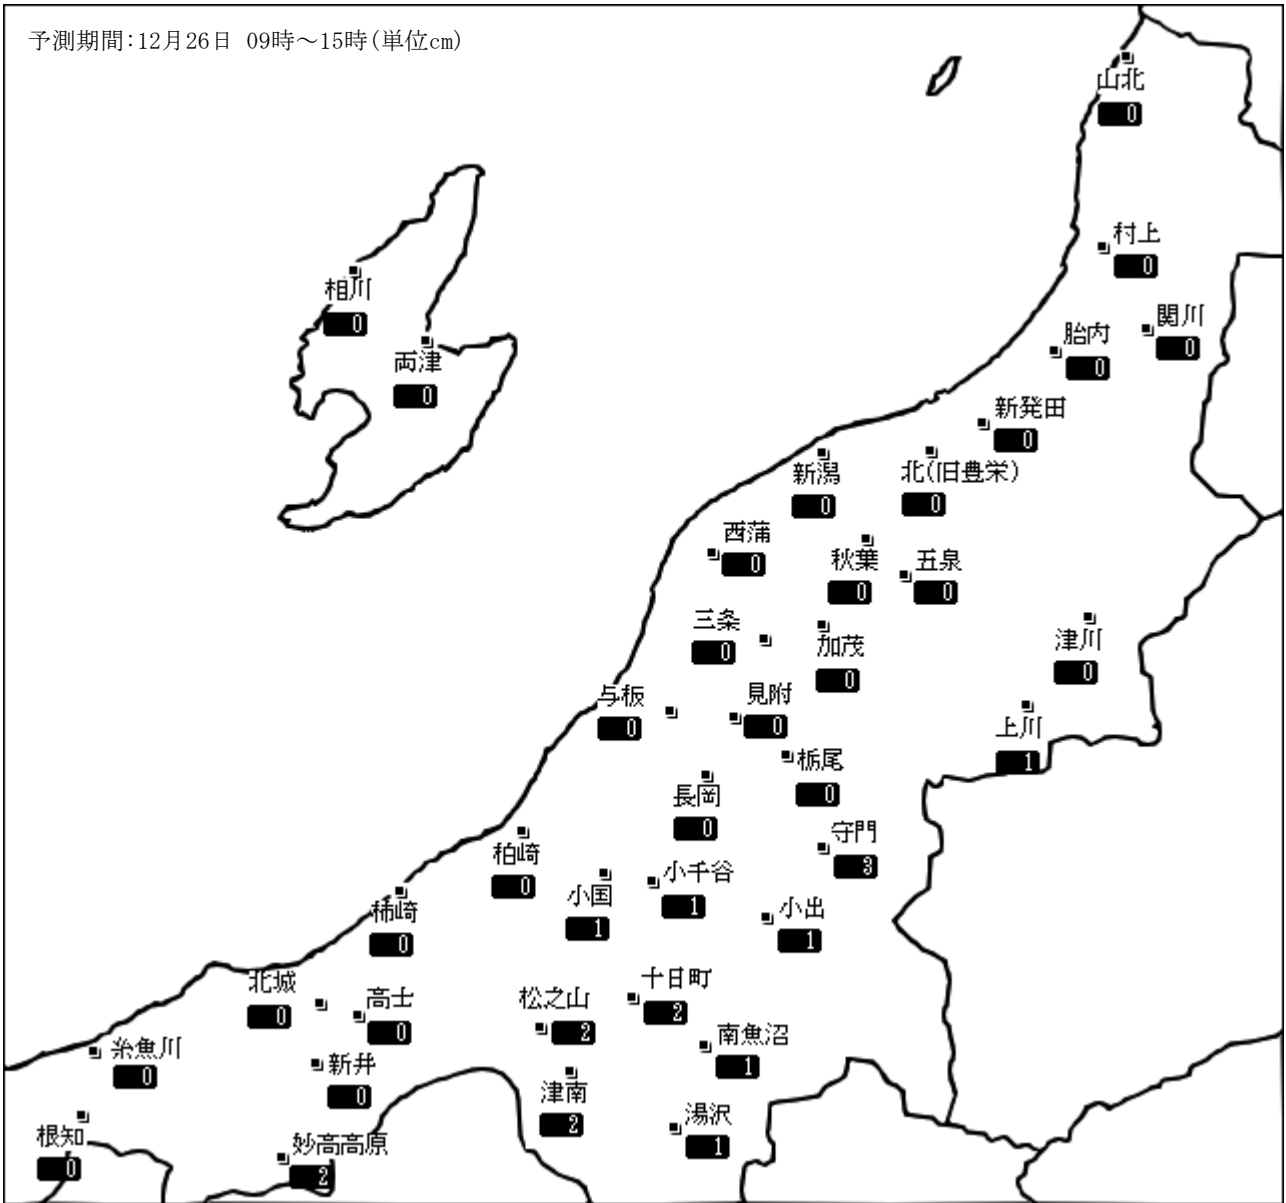 予測期間:12月26日 09時～15時(単位cm)
山北
0
村上
0
相川
0
関川
0
胎内
0
両津
0
新発田
0
新潟
0
北(旧豊栄)
0
西蒲
0
秋葉
0
五泉
0
三条
0
加茂
0
津川
0
与板
0
見附
0
上川
1
栃尾
0
長岡
0
守門
3
柏崎
0
小国
1
小千谷
1
小出
1
柿崎
0
北城
0
高士
0
松之山
2
十日町
2
南魚沼
1
糸魚川
0
新井
0
津南
2
湯沢
1
根知
0
妙高高原
2